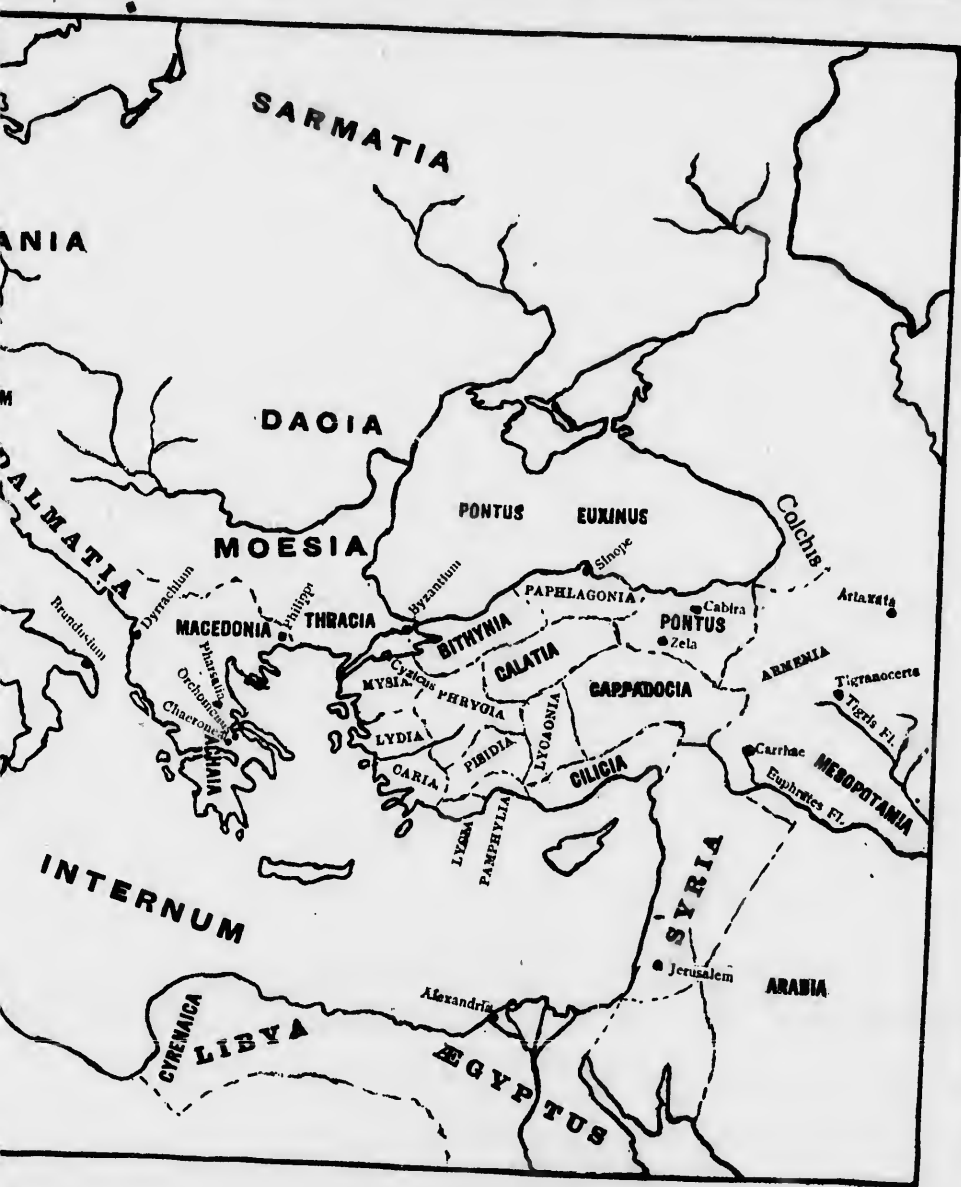 SARMATIA
ANIA
M
DACIA
DALMATIA
PONTUS EUXINUS
Colchis
MOESIA
Sinope
Byzantium
PAPHLAGONIA
Cabira
Artaxata
Brundusium
Dyrrachium
Philippi
MACEDONIA
THRACIA
BITHYNIA
PONTUS
Zela
Pharsalia
Cyzicus
GALATIA
ARMENIA
MYSIA
PHRYGIA
CAPPADOCIA
Tigranocerta
Orchomenus
Tigris Fl.
Chaeronea
ACHAIA
LYDIA
PISIDIA
LYCAONIA
Carrhae
MESOPOTAMIA
CARIA
CILICIA
Euphrates Fl.
LYCIA
PAMPHYLIA
SYRIA
INTERNUM
Jerusalem
ARABIA
Alexandria
CYRENAICA
LIBYA
ÆGYPTUS